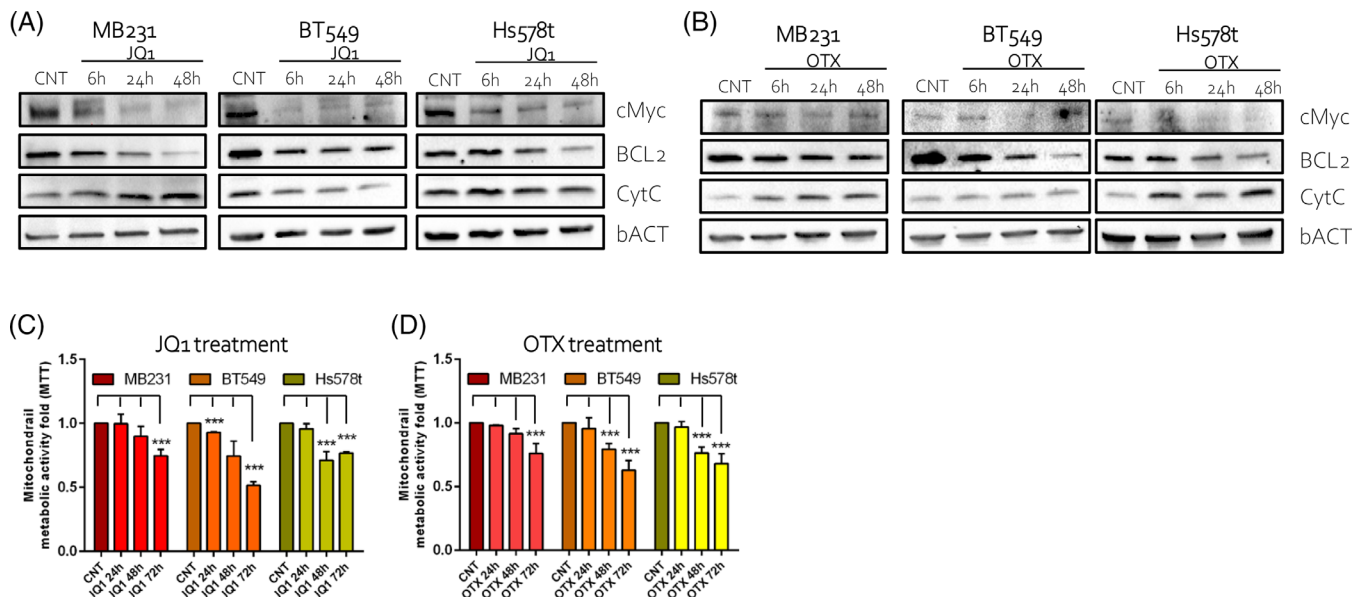 (A)
MB231 BT549 Hs578t
JQ1 JQ1 JQ1
CNT 6h 24h 48h CNT 6h 24h 48h CNT 6h 24h 48h
cMyc
BCL2
CytC
bACT
(B)
MB231 BT549 Hs578t
OTX OTX OTX
CNT 6h 24h 48h CNT 6h 24h 48h CNT 6h 24h 48h
cMyc
BCL2
CytC
bACT
(C)
JQ1 treatment
Mitochondrail
metabolic activity fold (MTT)
1.5
1.0
0.5
0.0
MB231 BT549 Hs578t
*** *** *** *** ***
CNT JQ1 24h JQ1 48h JQ1 72h CNT JQ1 24h JQ1 48h JQ1 72h CNT JQ1 24h JQ1 48h JQ1 72h
(D)
OTX treatment
Mitochondrail
metabolic activity fold (MTT)
1.5
1.0
0.5
0.0
MB231 BT549 Hs578t
*** *** *** *** ***
CNT OTX 24h OTX 48h OTX 72h CNT OTX 24h OTX 48h OTX 72h CNT OTX 24h OTX 48h OTX 72h